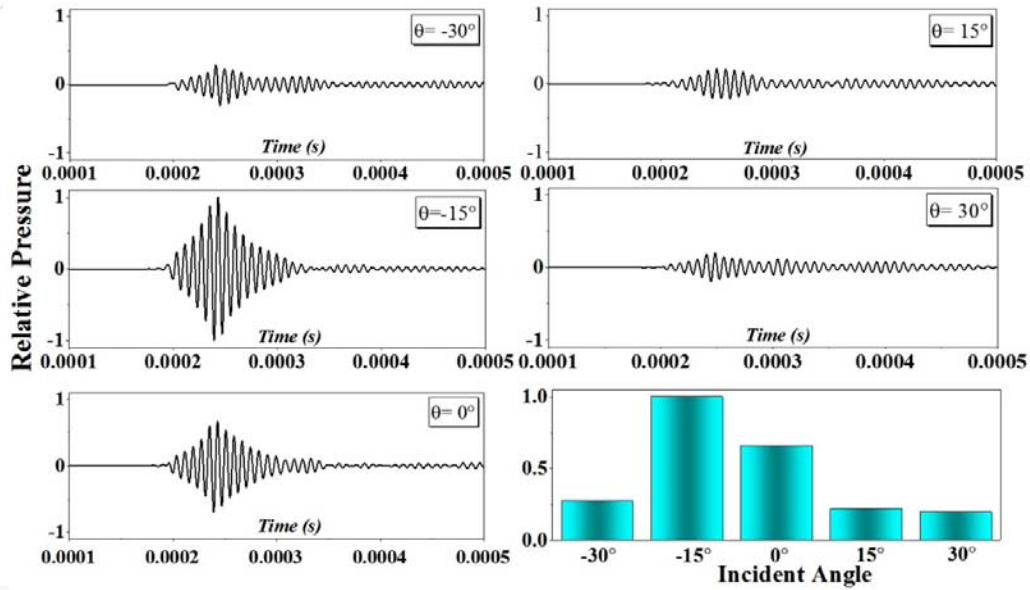 Relative Pressure
1
0
-1
θ= -30°
Time (s)
0.0001 0.0002 0.0003 0.0004 0.0005
1
0
-1
θ=-15°
Time (s)
0.0001 0.0002 0.0003 0.0004 0.0005
1
0
-1
θ= 0°
Time (s)
0.0001 0.0002 0.0003 0.0004 0.0005
1
0
-1
θ= 15°
Time (s)
0.0001 0.0002 0.0003 0.0004 0.0005
1
0
-1
θ= 30°
Time (s)
0.0001 0.0002 0.0003 0.0004 0.0005
1.0
0.5
0.0
-30° -15° 0° 15° 30°
Incident Angle